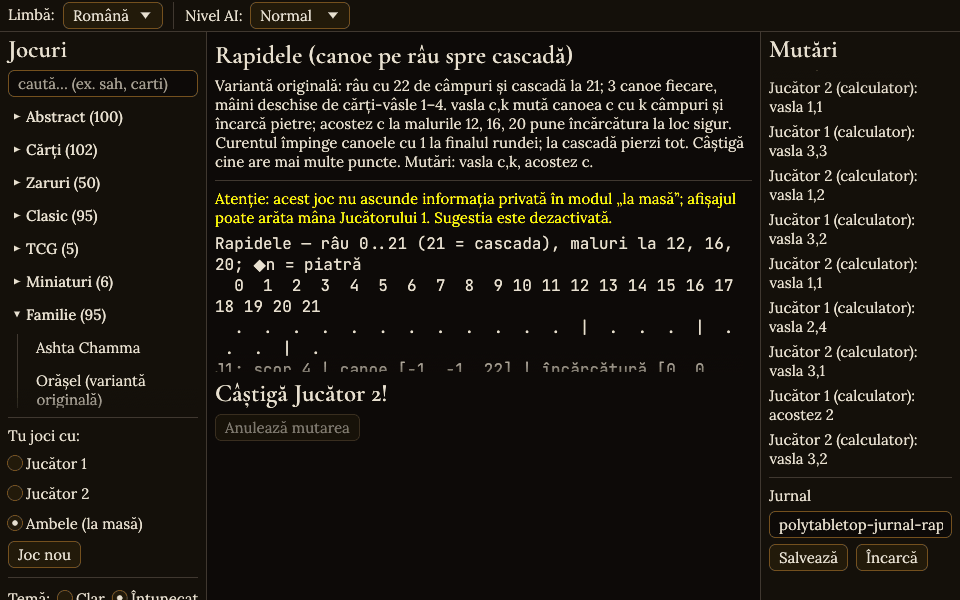 Limbă: Română ▼ Nivel AI: Normal ▼
Jocuri
caută... (ex. sah, carti)
▸ Abstract (100)
▸ Cărți (102)
▸ Zaruri (50)
▸ Clasic (95)
▸ TCG (5)
▸ Miniaturi (6)
▾ Familie (95)
Ashta Chamma
Orășel (variantă
originală)
Tu joci cu:
Jucător 1
Jucător 2
Ambele (la masă)
Joc nou
Temă: Clar Întunecat
Rapidele (canoe pe râu spre cascadă)
Variantă originală: râu cu 22 de câmpuri și cascadă la 21; 3 canoe fiecare,
mâini deschise de cărți-vâsle 1–4. vasla c,k mută canoea c cu k câmpuri și
încarcă pietre; acostez c la malurile 12, 16, 20 pune încărcătura la loc sigur.
Curentul împinge canoele cu 1 la finalul rundei; la cascadă pierzi tot. Câștigă
cine are mai multe puncte. Mutări: vasla c,k, acostez c.
Atenție: acest joc nu ascunde informația privată în modul „la masă”; afișajul
poate arăta mâna Jucătorului 1. Sugestia este dezactivată.
Rapidele — râu 0..21 (21 = cascada), maluri la 12, 16,
20; ◆n = piatră
0 1 2 3 4 5 6 7 8 9 10 11 12 13 14 15 16 17
18 19 20 21
. . . . . . . . . . . . | . . . | .
. . | .
J1: scor 4 | canoe [-1, -1, 22] | încărcătură [0, 0,
Câștigă Jucător 2!
Anulează mutarea
Mutări
Jucător 2 (calculator):
vasla 1,1
Jucător 1 (calculator):
vasla 3,3
Jucător 2 (calculator):
vasla 1,2
Jucător 1 (calculator):
vasla 3,2
Jucător 2 (calculator):
vasla 1,1
Jucător 1 (calculator):
vasla 2,4
Jucător 2 (calculator):
vasla 3,1
Jucător 1 (calculator):
acostez 2
Jucător 2 (calculator):
vasla 3,2
Jurnal
polytabletop-jurnal-rap
Salvează Încarcă